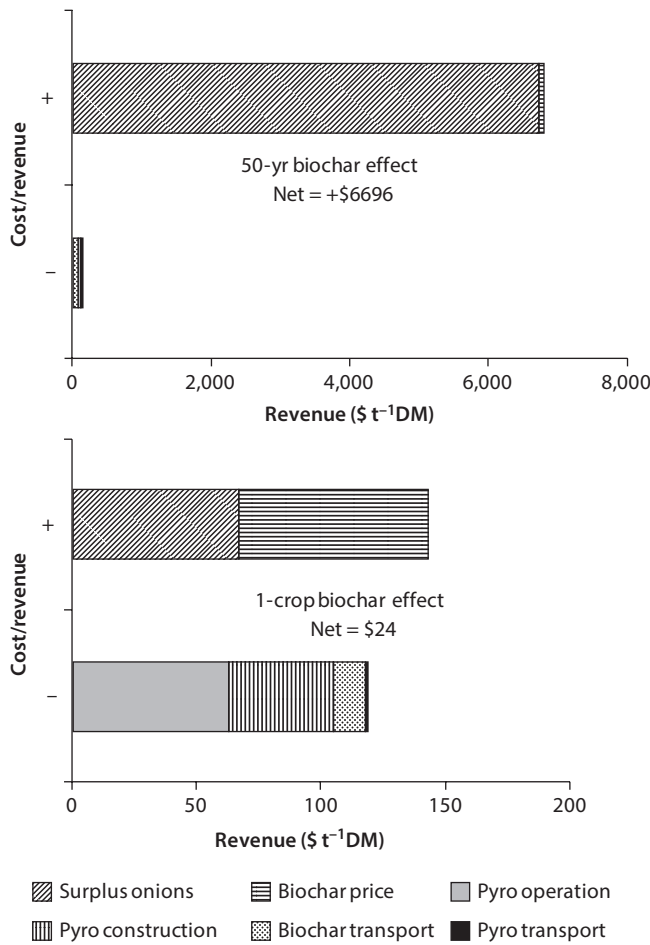 Cost/revenue
+
−
50-yr biochar effect
Net = +$6696
0 2,000 4,000 6,000 8,000
Revenue ($ t⁻¹DM)
Cost/revenue
+
−
1-crop biochar effect
Net = $24
0 50 100 150 200
Revenue ($ t⁻¹DM)
Surplus onions Biochar price Pyro operation
Pyro construction Biochar transport Pyro transport